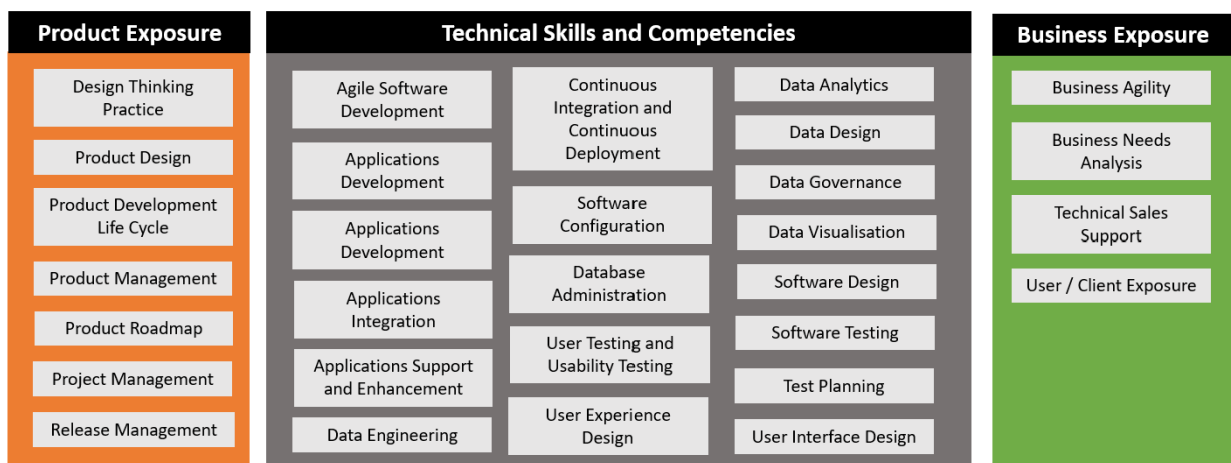 Product Exposure
Design Thinking
Practice
Product Design
Product Development
Life Cycle
Product Management
Product Roadmap
Project Management
Release Management
Technical Skills and Competencies
Agile Software
Development
Applications
Development
Applications
Development
Applications
Integration
Applications Support
and Enhancement
Data Engineering
Continuous
Integration and
Continuous
Deployment
Software
Configuration
Database
Administration
User Testing and
Usability Testing
User Experience
Design
Data Analytics
Data Design
Data Governance
Data Visualisation
Software Design
Software Testing
Test Planning
User Interface Design
Business Exposure
Business Agility
Business Needs
Analysis
Technical Sales
Support
User / Client Exposure